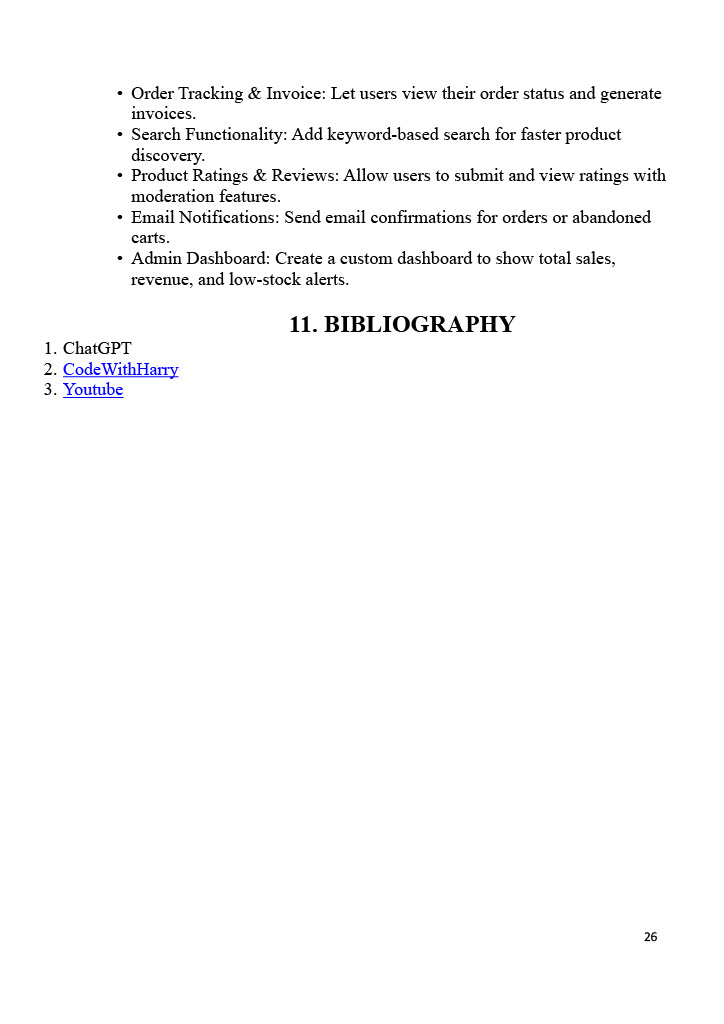 • Order Tracking & Invoice: Let users view their order status and generate
invoices.
• Search Functionality: Add keyword-based search for faster product
discovery.
• Product Ratings & Reviews: Allow users to submit and view ratings with
moderation features.
• Email Notifications: Send email confirmations for orders or abandoned
carts.
• Admin Dashboard: Create a custom dashboard to show total sales,
revenue, and low-stock alerts.
11. BIBLIOGRAPHY
1. ChatGPT
2. CodeWithHarry
3. Youtube
26